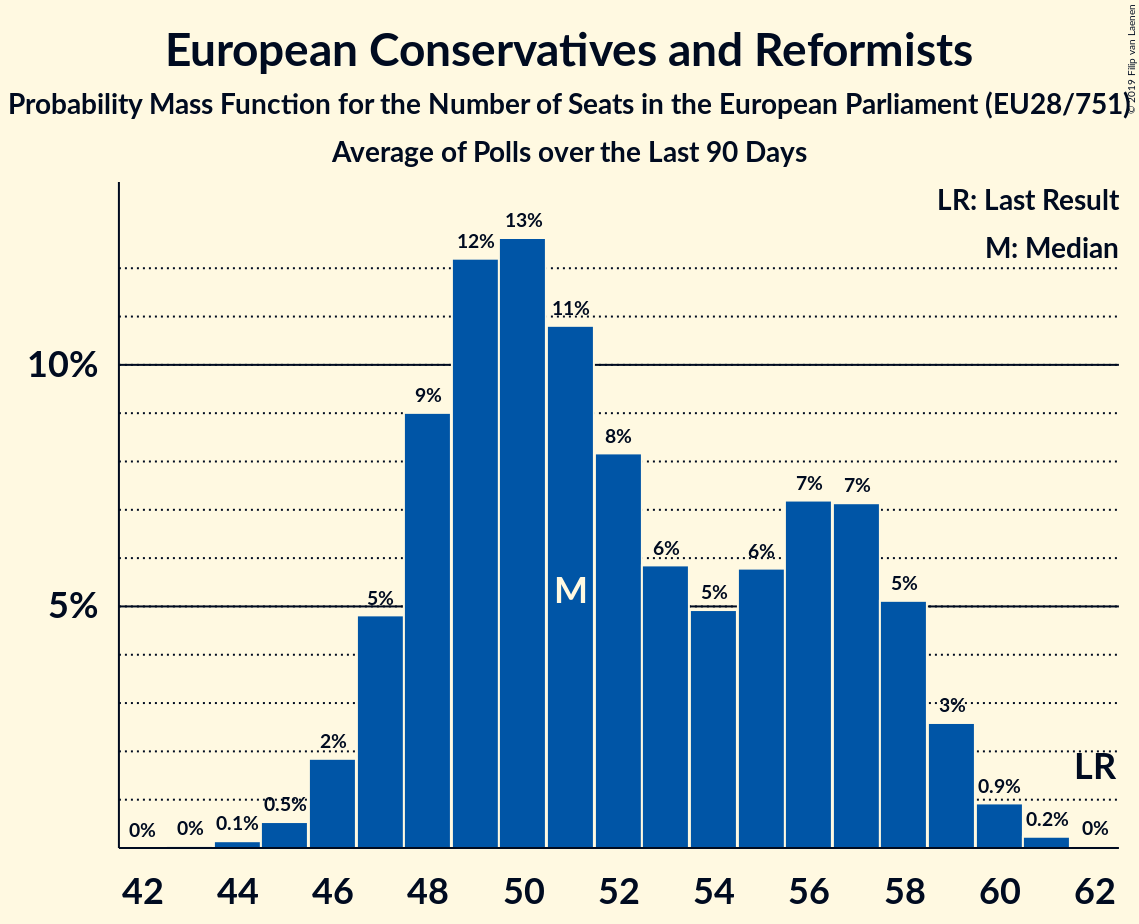 European Conservatives and Reformists
Probability Mass Function for the Number of Seats in the European Parliament (EU28/751)
Average of Polls over the Last 90 Days
© 2019 Filip van Laenen
LR: Last Result
M: Median
10%
5%
0%
0%
0.1%
0.5%
2%
5%
9%
12%
13%
11%
8%
6%
5%
6%
7%
7%
5%
3%
0.9%
0.2%
0%
M
LR
42 44 46 48 50 52 54 56 58 60 62